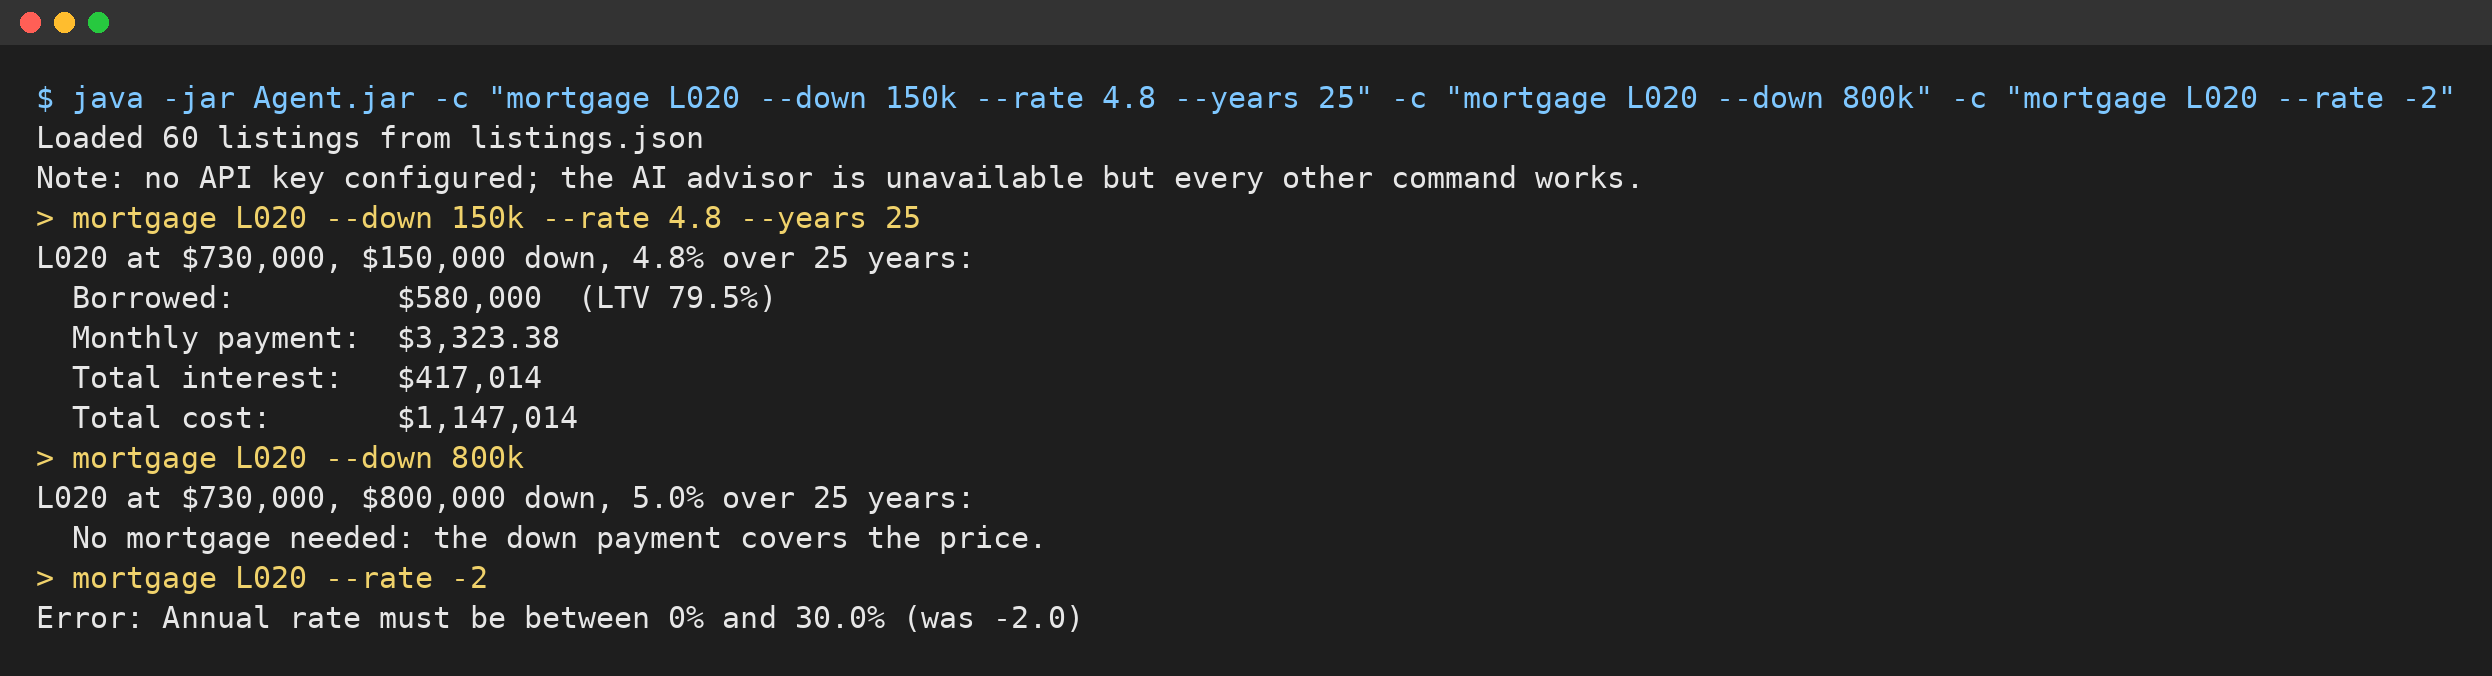 $ java -jar Agent.jar -c "mortgage L020 --down 150k --rate 4.8 --years 25" -c "mortgage L020 --down 800k" -c "mortgage L020 --rate -2"
Loaded 60 listings from listings.json
Note: no API key configured; the AI advisor is unavailable but every other command works.
> mortgage L020 --down 150k --rate 4.8 --years 25
L020 at $730,000, $150,000 down, 4.8% over 25 years:
  Borrowed:         $580,000  (LTV 79.5%)
  Monthly payment:  $3,323.38
  Total interest:   $417,014
  Total cost:       $1,147,014
> mortgage L020 --down 800k
L020 at $730,000, $800,000 down, 5.0% over 25 years:
  No mortgage needed: the down payment covers the price.
> mortgage L020 --rate -2
Error: Annual rate must be between 0% and 30.0% (was -2.0)